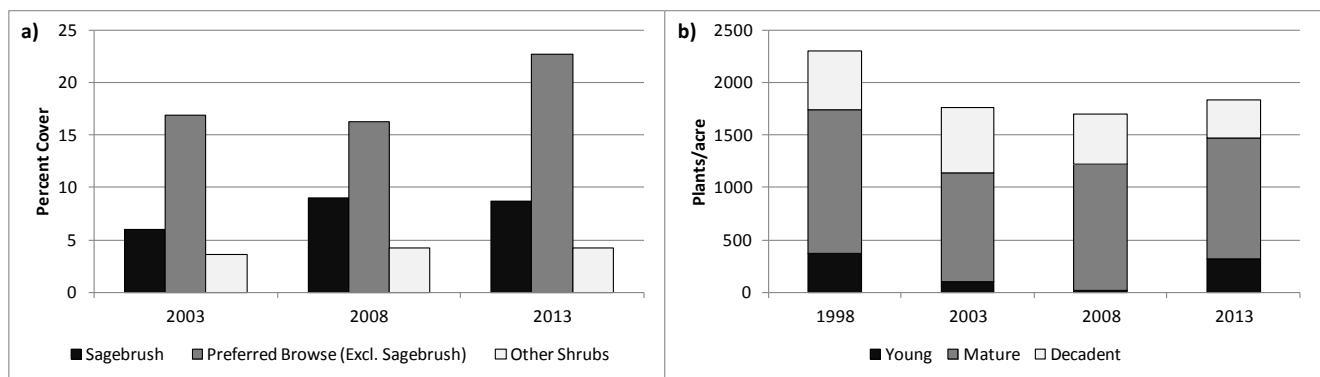 a)
Percent Cover
25
20
15
10
5
0
2003 2008 2013
Sagebrush Preferred Browse (Excl. Sagebrush) Other Shrubs
b)
Plants/acre
2500
2000
1500
1000
500
0
1998 2003 2008 2013
Young Mature Decadent